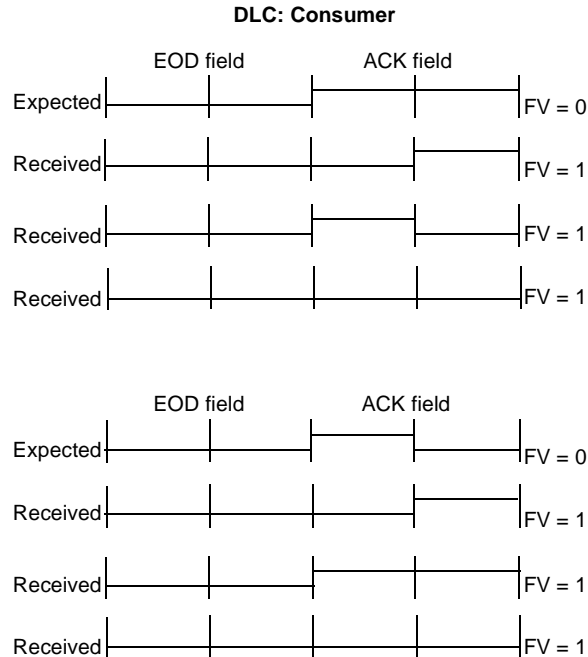 DLC: Consumer
EOD field ACK field
Expected FV = 0
Received FV = 1
Received FV = 1
Received FV = 1
EOD field ACK field
Expected FV = 0
Received FV = 1
Received FV = 1
Received FV = 1